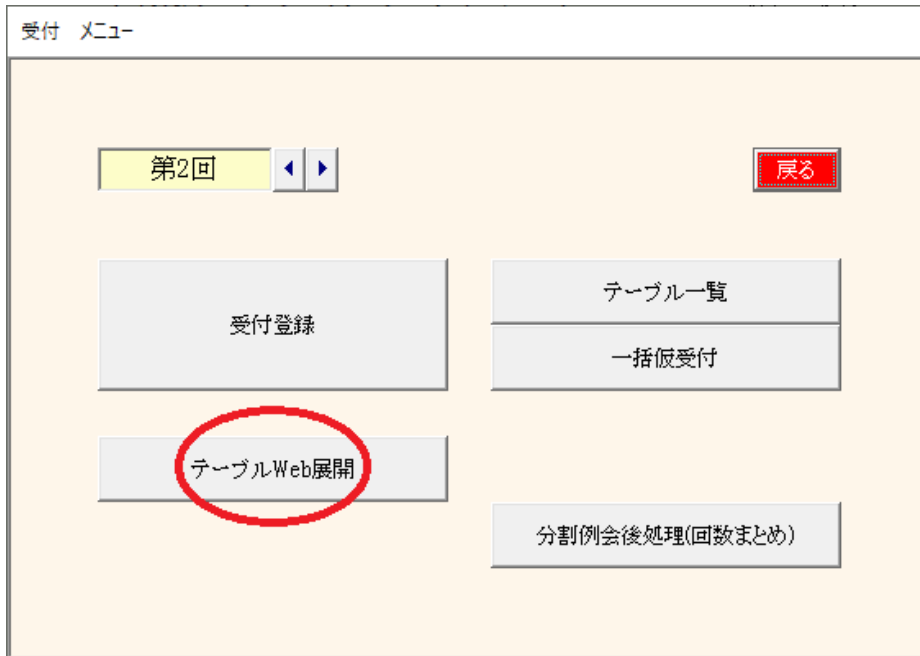 受付 メニュー
第2回
戻る
受付登録
テーブル一覧
一括仮受付
テーブルWeb展開
分割例会後処理(回数まとめ)